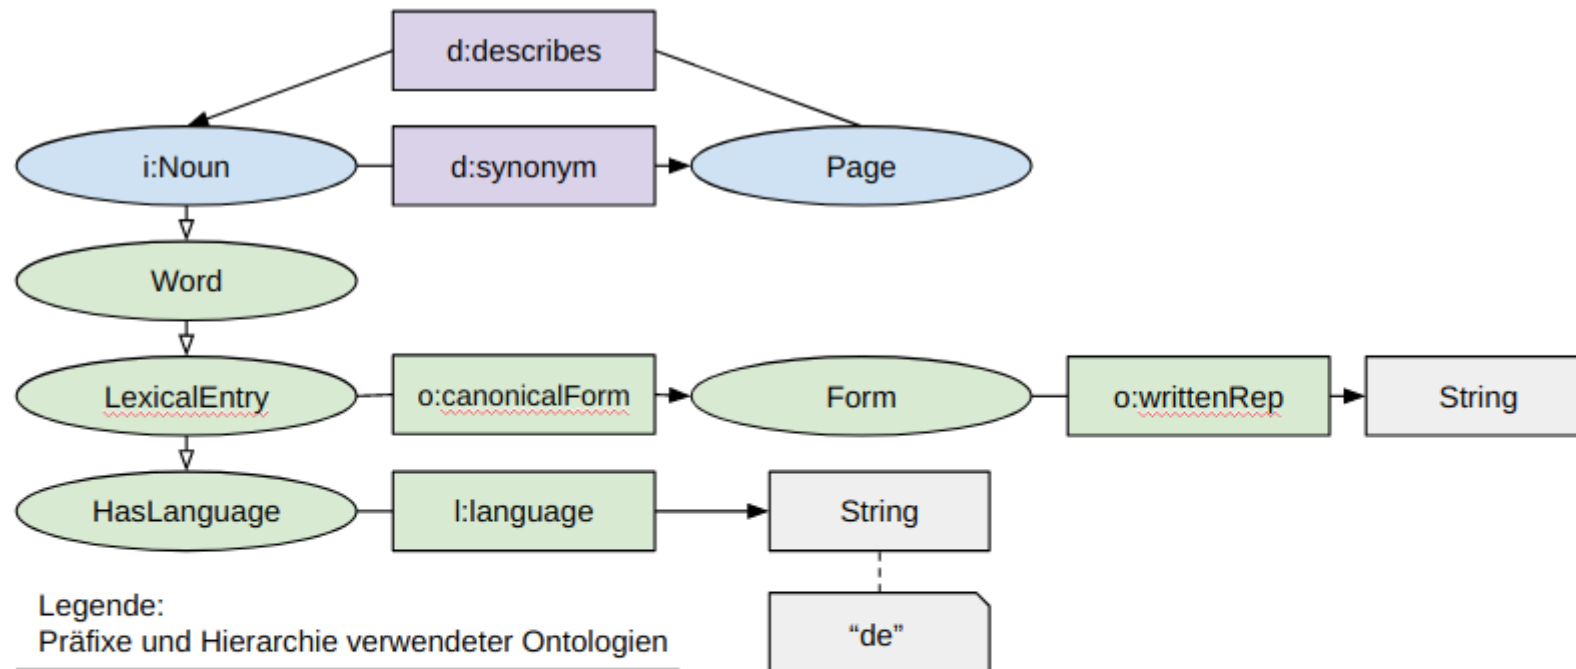 d:describes
i:Noun
d:synonym
Page
Word
LexicalEntry
o:canonicalForm
Form
o:writtenRep
String
HasLanguage
l:language
String
Legende:
Präfixe und Hierarchie verwendeter Ontologien
“de”